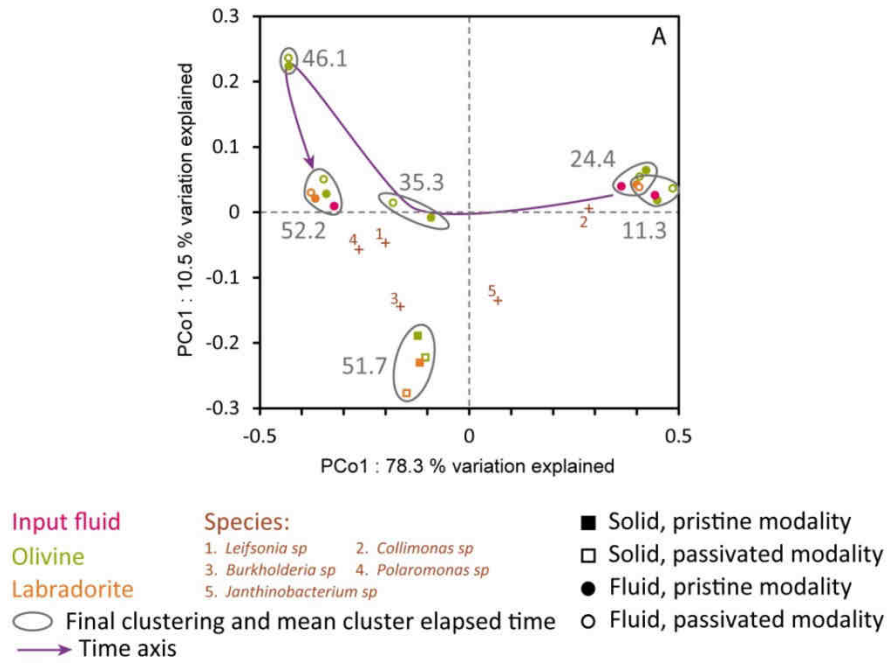 A
0.3
0.2
0.1
0
-0.1
-0.2
-0.3
PCo1 : 10.5 % variation explained
46.1
35.3
24.4
52.2
11.3
51.7
1
2
3
4
5
-0.5
0
0.5
PCo1 : 78.3 % variation explained
Input fluid
Olivine
Labradorite
Species:
1. Leifsonia sp 2. Collimonas sp
3. Burkholderia sp 4. Polaromonas sp
5. Janthinobacterium sp
Final clustering and mean cluster elapsed time
Time axis
Solid, pristine modality
Solid, passivated modality
Fluid, pristine modality
Fluid, passivated modality